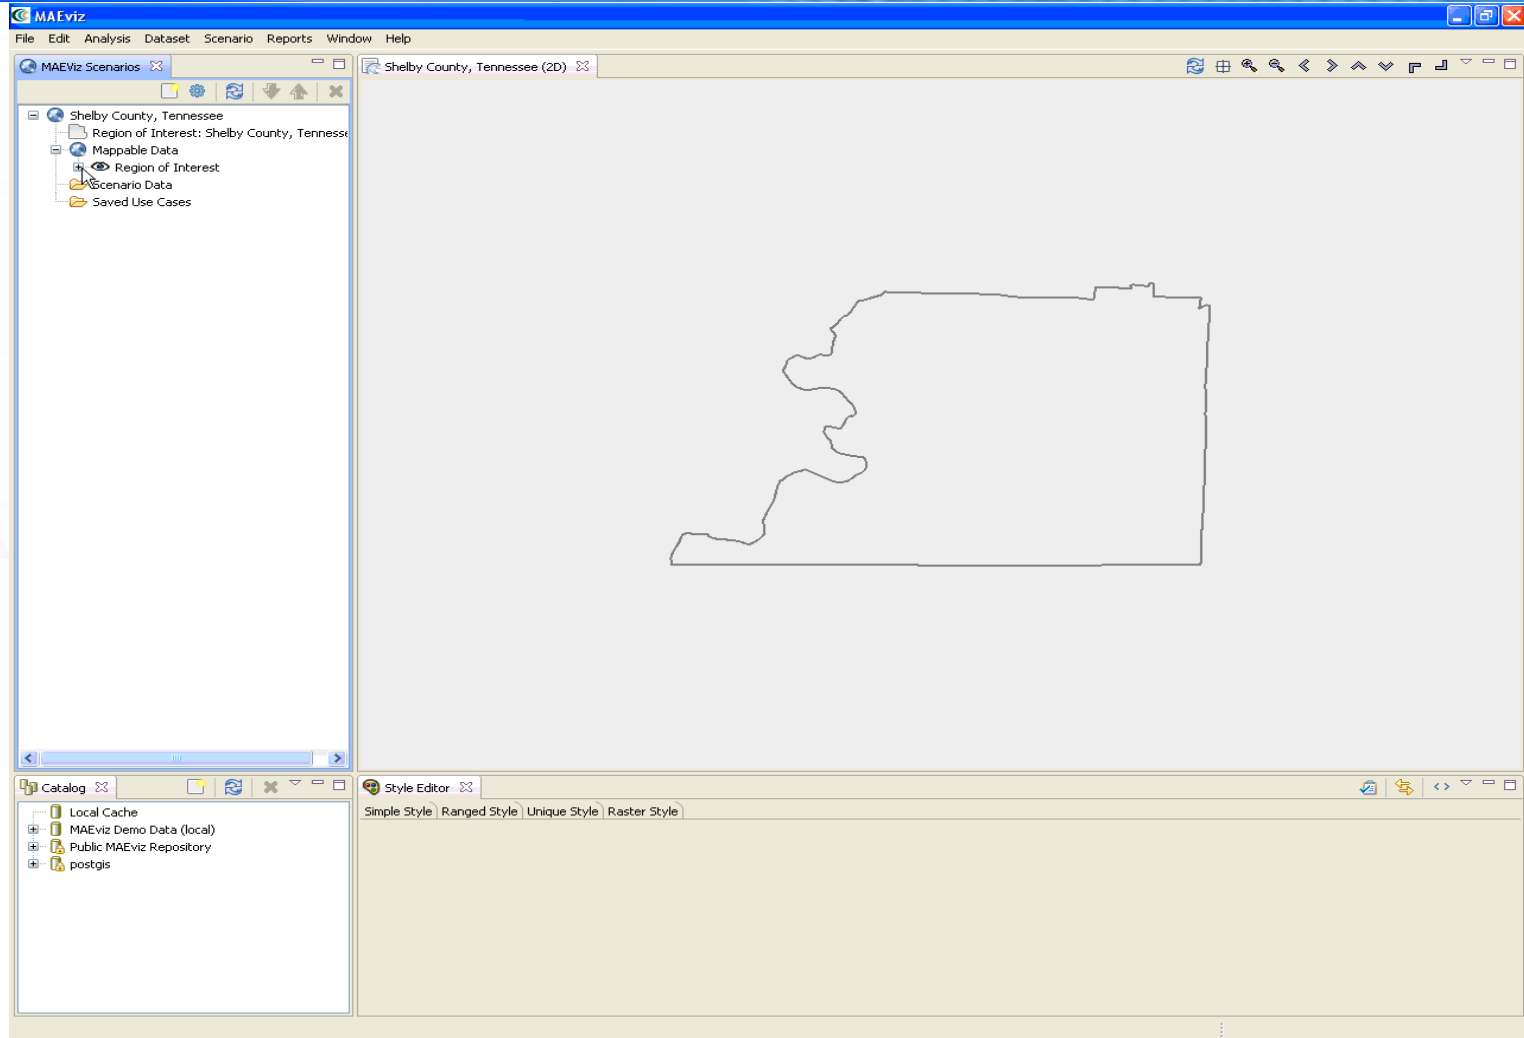 MAEviz
File Edit Analysis Dataset Scenario Reports Window Help
MAEViz Scenarios
Shelby County, Tennessee
Region of Interest: Shelby County, Tennesse
Mappable Data
Region of Interest
Scenario Data
Saved Use Cases
Shelby County, Tennessee (2D)
Catalog
Local Cache
MAEviz Demo Data (local)
Public MAEviz Repository
postgis
Style Editor
Simple Style Ranged Style Unique Style Raster Style